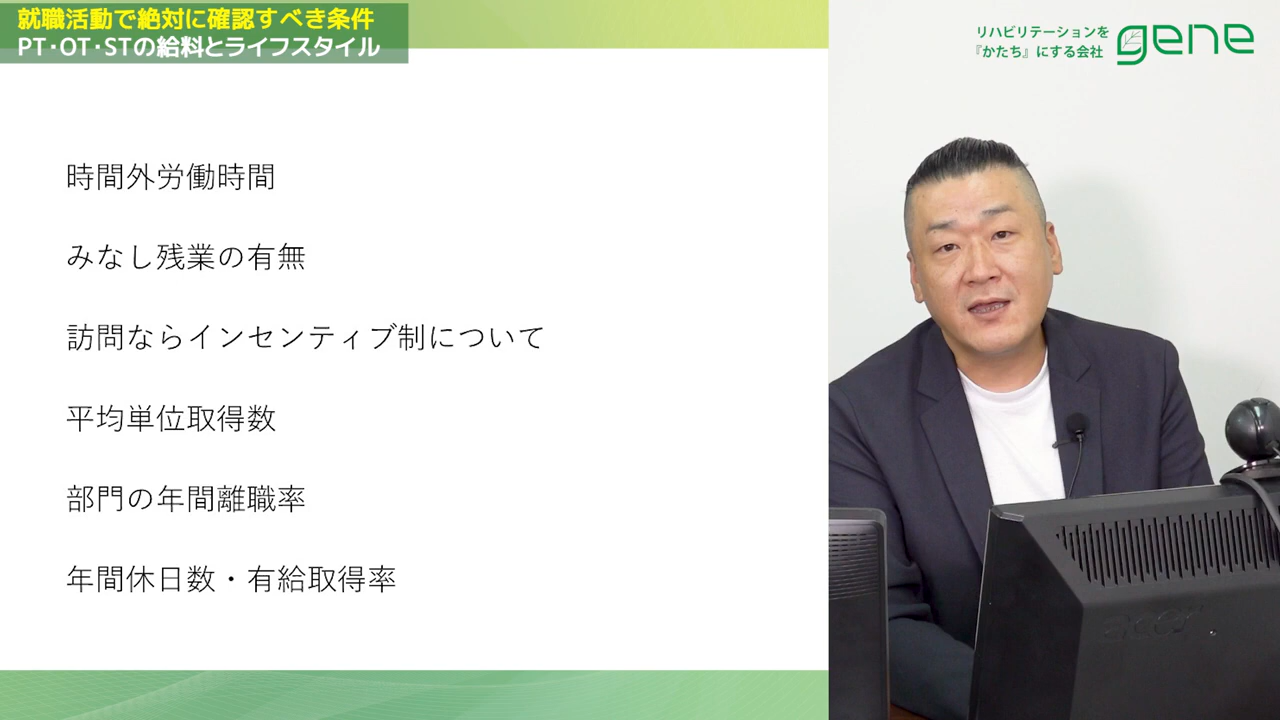 就職活動で絶対に確認すべき条件
PT・OT・STの給料とライフスタイル
リハビリテーションを
『かたち』にする会社
gene
時間外労働時間
みなし残業の有無
訪問ならインセンティブ制について
平均単位取得数
部門の年間離職率
年間休日数・有給取得率
acer